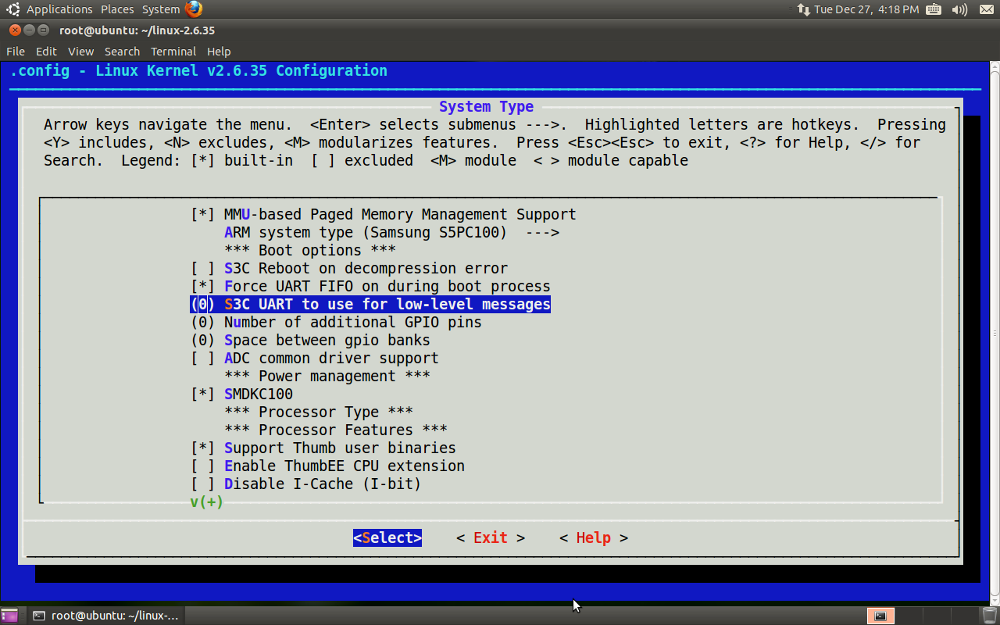 Applications Places System Tue Dec 27, 4:18 PM
root@ubuntu: ~/linux-2.6.35
File Edit View Search Terminal Help
.config - Linux Kernel v2.6.35 Configuration
System Type
Arrow keys navigate the menu.  <Enter> selects submenus --->.  Highlighted letters are hotkeys.  Pressing
<Y> includes, <N> excludes, <M> modularizes features.  Press <Esc><Esc> to exit, <?> for Help, </> for
Search.  Legend: [*] built-in  [ ] excluded  <M> module  < > module capable
[*] MMU-based Paged Memory Management Support
ARM system type (Samsung S5PC100)  --->
*** Boot options ***
[ ] S3C Reboot on decompression error
[*] Force UART FIFO on during boot process
(0) S3C UART to use for low-level messages
(0) Number of additional GPIO pins
(0) Space between gpio banks
[ ] ADC common driver support
*** Power management ***
[*] SMDKC100
*** Processor Type ***
*** Processor Features ***
[*] Support Thumb user binaries
[ ] Enable ThumbEE CPU extension
[ ] Disable I-Cache (I-bit)
v(+)
<Select>    < Exit >    < Help >
root@ubuntu: ~/linux-...